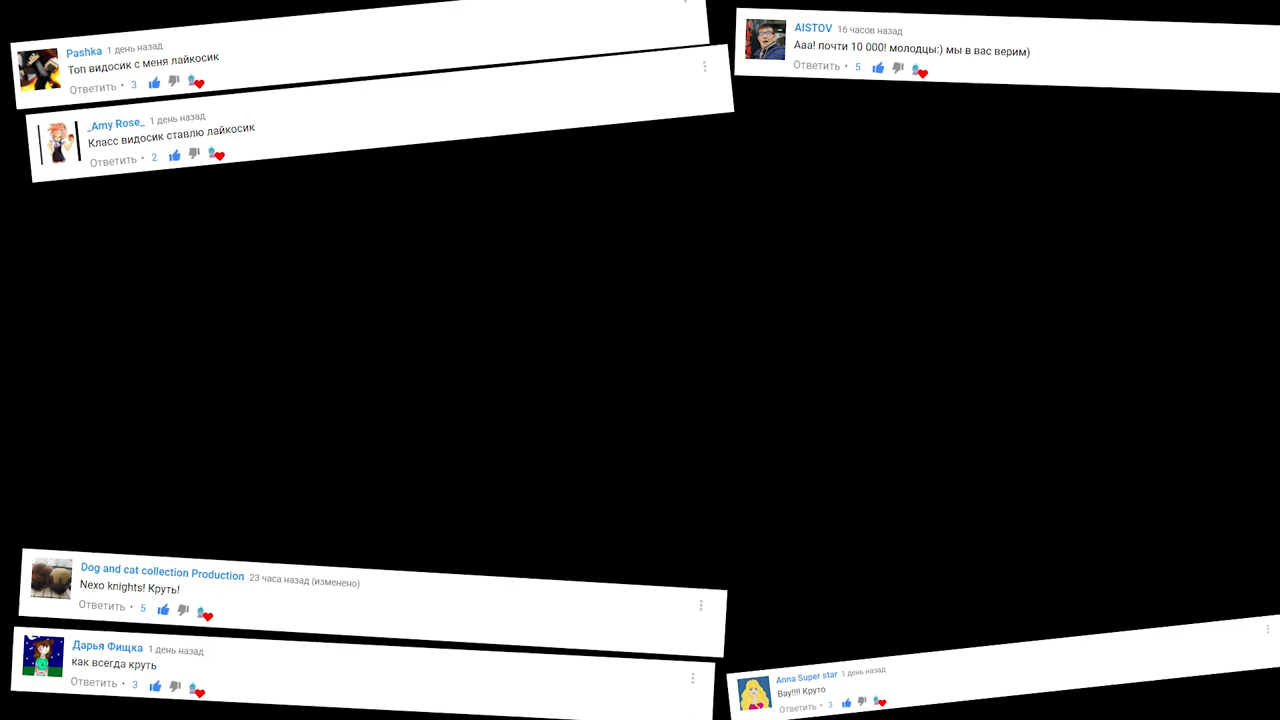 Pashka 1 день назад
Топ видосик с меня лайкосик
Ответить • 3
_Amy Rose_ 1 день назад
Класс видосик ставлю лайкосик
Ответить • 2
AISTOV 16 часов назад
Ааа! почти 10 000! молодцы:) мы в вас верим)
Ответить • 5
Dog and cat collection Production 23 часа назад (изменено)
Nexo knights! Круть!
Ответить • 5
Дарья Фищка 1 день назад
как всегда круть
Ответить • 3
Anna Super star 1 день назад
Вау!!!! Круто
Ответить • 3